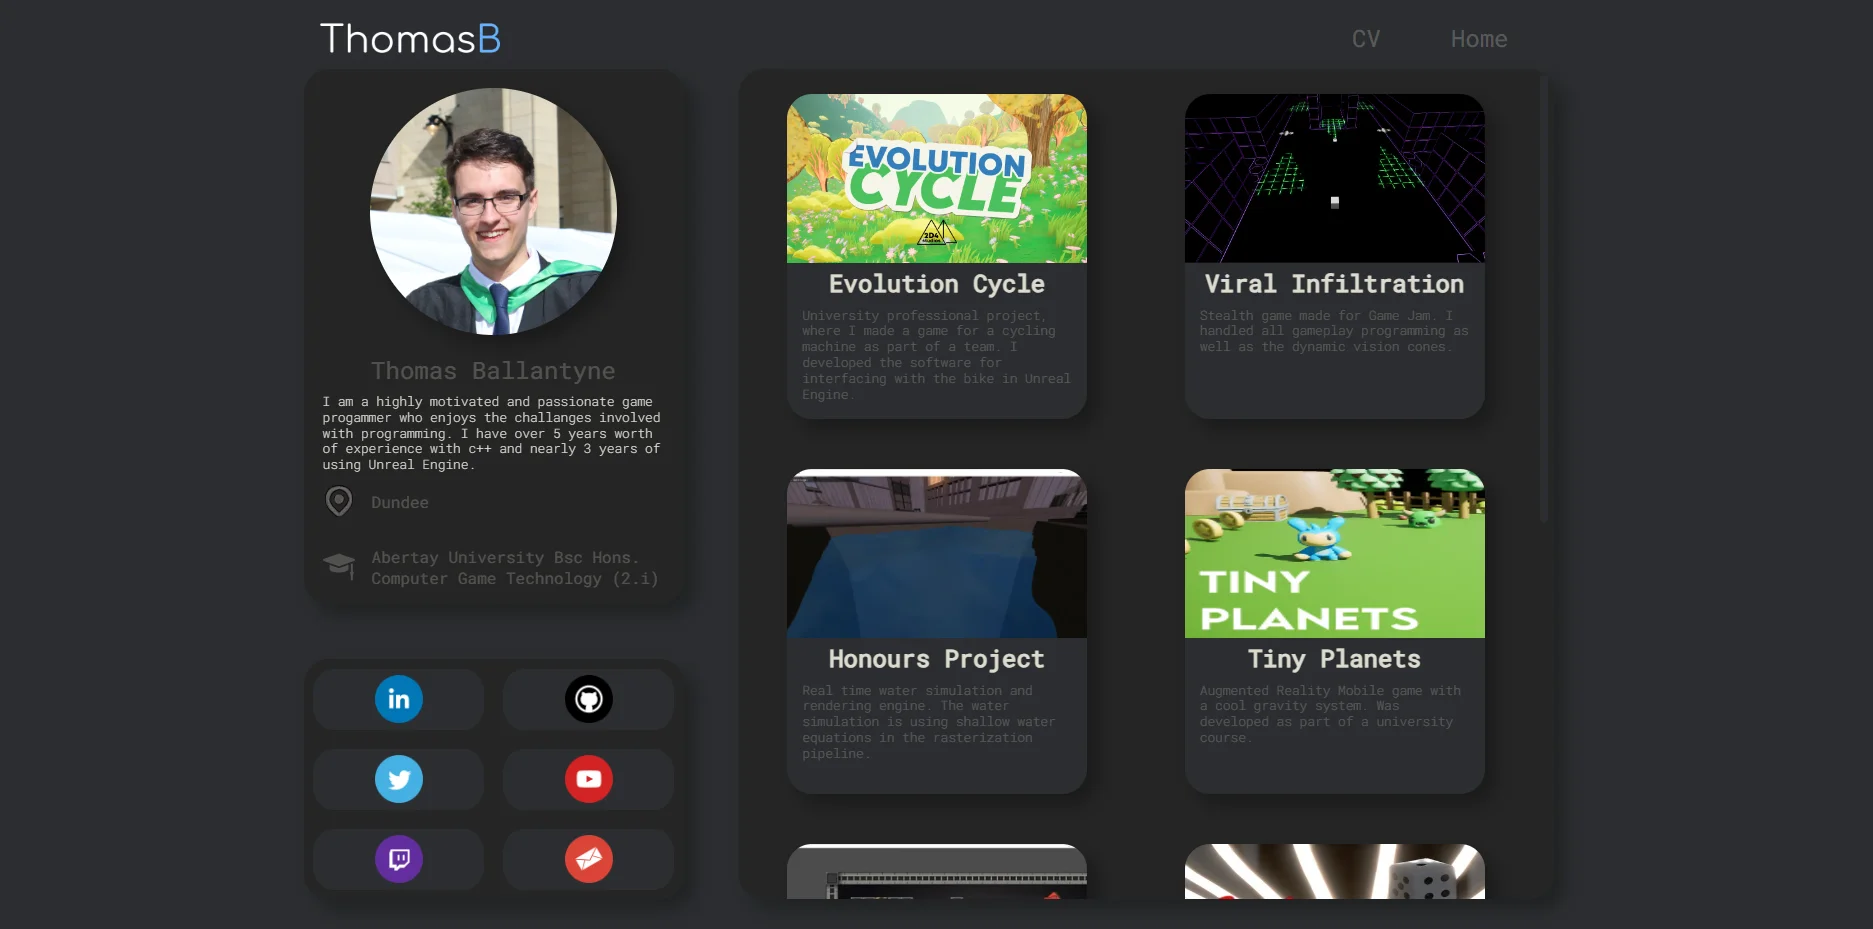 ThomasB
CV
Home
Thomas Ballantyne
I am a highly motivated and passionate game
progammer who enjoys the challanges involved
with programming. I have over 5 years worth
of experience with c++ and nearly 3 years of
using Unreal Engine.
Dundee
Abertay University Bsc Hons.
Computer Game Technology (2.i)
in
EVOLUTION
CYCLE
2D4
studios
Evolution Cycle
University professional project,
where I made a game for a cycling
machine as part of a team. I
developed the software for
interfacing with the bike in Unreal
Engine.
Viral Infiltration
Stealth game made for Game Jam. I
handled all gameplay programming as
well as the dynamic vision cones.
Honours Project
Real time water simulation and
rendering engine. The water
simulation is using shallow water
equations in the rasterization
pipeline.
TINY
PLANETS
Tiny Planets
Augmented Reality Mobile game with
a cool gravity system. Was
developed as part of a university
course.